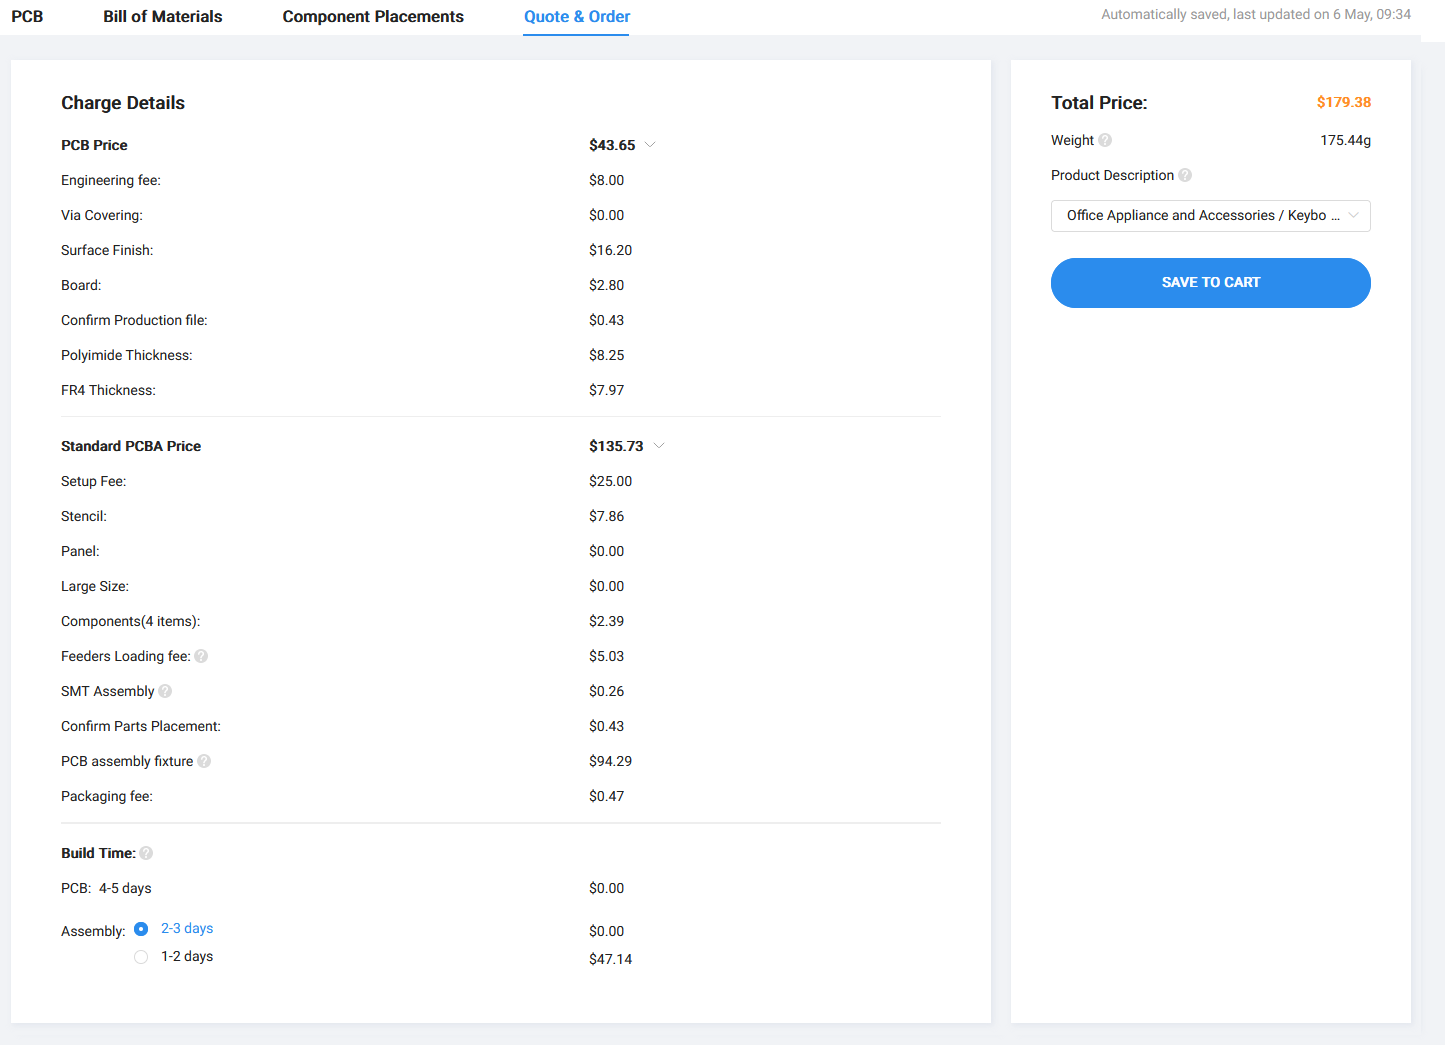 PCB Bill of Materials Component Placements Quote & Order Automatically saved, last updated on 6 May, 09:34
Charge Details
PCB Price $43.65
Engineering fee: $8.00
Via Covering: $0.00
Surface Finish: $16.20
Board: $2.80
Confirm Production file: $0.43
Polyimide Thickness: $8.25
FR4 Thickness: $7.97
Standard PCBA Price $135.73
Setup Fee: $25.00
Stencil: $7.86
Panel: $0.00
Large Size: $0.00
Components(4 items): $2.39
Feeders Loading fee: ? $5.03
SMT Assembly ? $0.26
Confirm Parts Placement: $0.43
PCB assembly fixture ? $94.29
Packaging fee: $0.47
Build Time: ?
PCB: 4-5 days $0.00
Assembly: 2-3 days $0.00
1-2 days $47.14
Total Price: $179.38
Weight ? 175.44g
Product Description ?
Office Appliance and Accessories / Keybo ...
SAVE TO CART